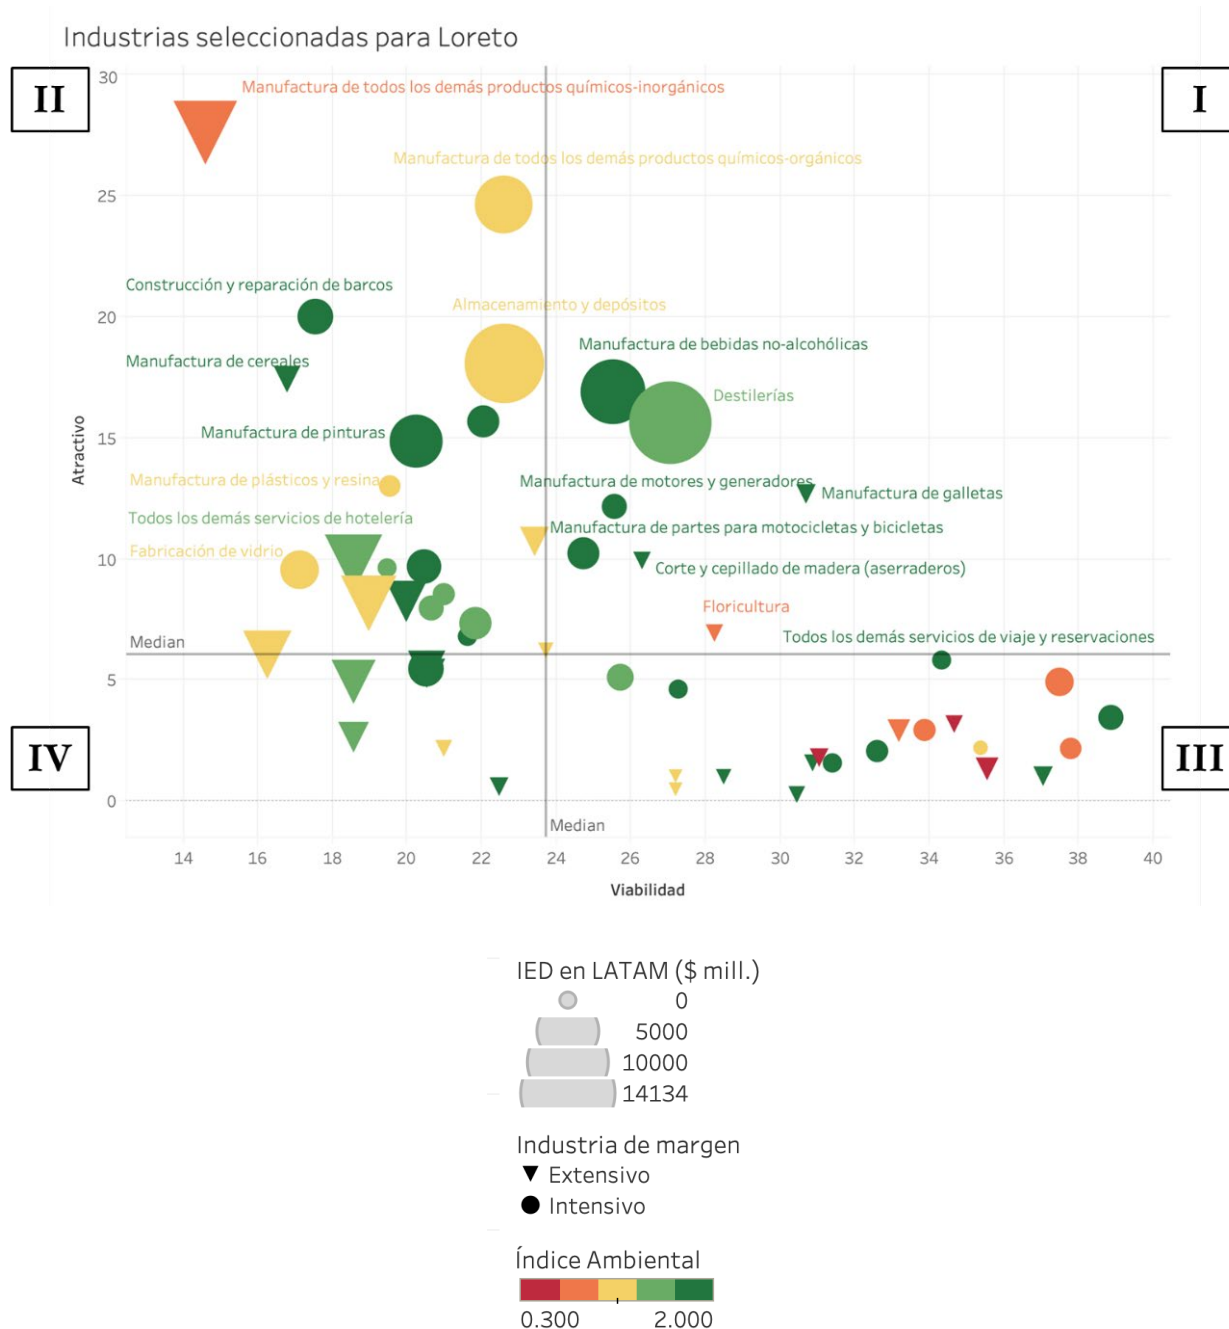 Industrias seleccionadas para Loreto
II
I
30
Manufactura de todos los demás productos químicos-inorgánicos
Manufactura de todos los demás productos químicos-orgánicos
25
Construcción y reparación de barcos
Almacenamiento y depósitos
20
Manufactura de bebidas no-alcohólicas
Manufactura de cereales
Destilerías
Manufactura de pinturas
15
Atractivo
Manufactura de plásticos y resina
Manufactura de motores y generadores
Manufactura de galletas
Todos los demás servicios de hotelería
Manufactura de partes para motocicletas y bicicletas
Fabricación de vidrio
10
Corte y cepillado de madera (aserraderos)
Floricultura
Median
Todos los demás servicios de viaje y reservaciones
5
IV
III
0
Median
14 16 18 20 22 24 26 28 30 32 34 36 38 40
Viabilidad
IED en LATAM ($ mill.)
0
5000
10000
14134
Industria de margen
Extensivo
Intensivo
Índice Ambiental
0.300 2.000